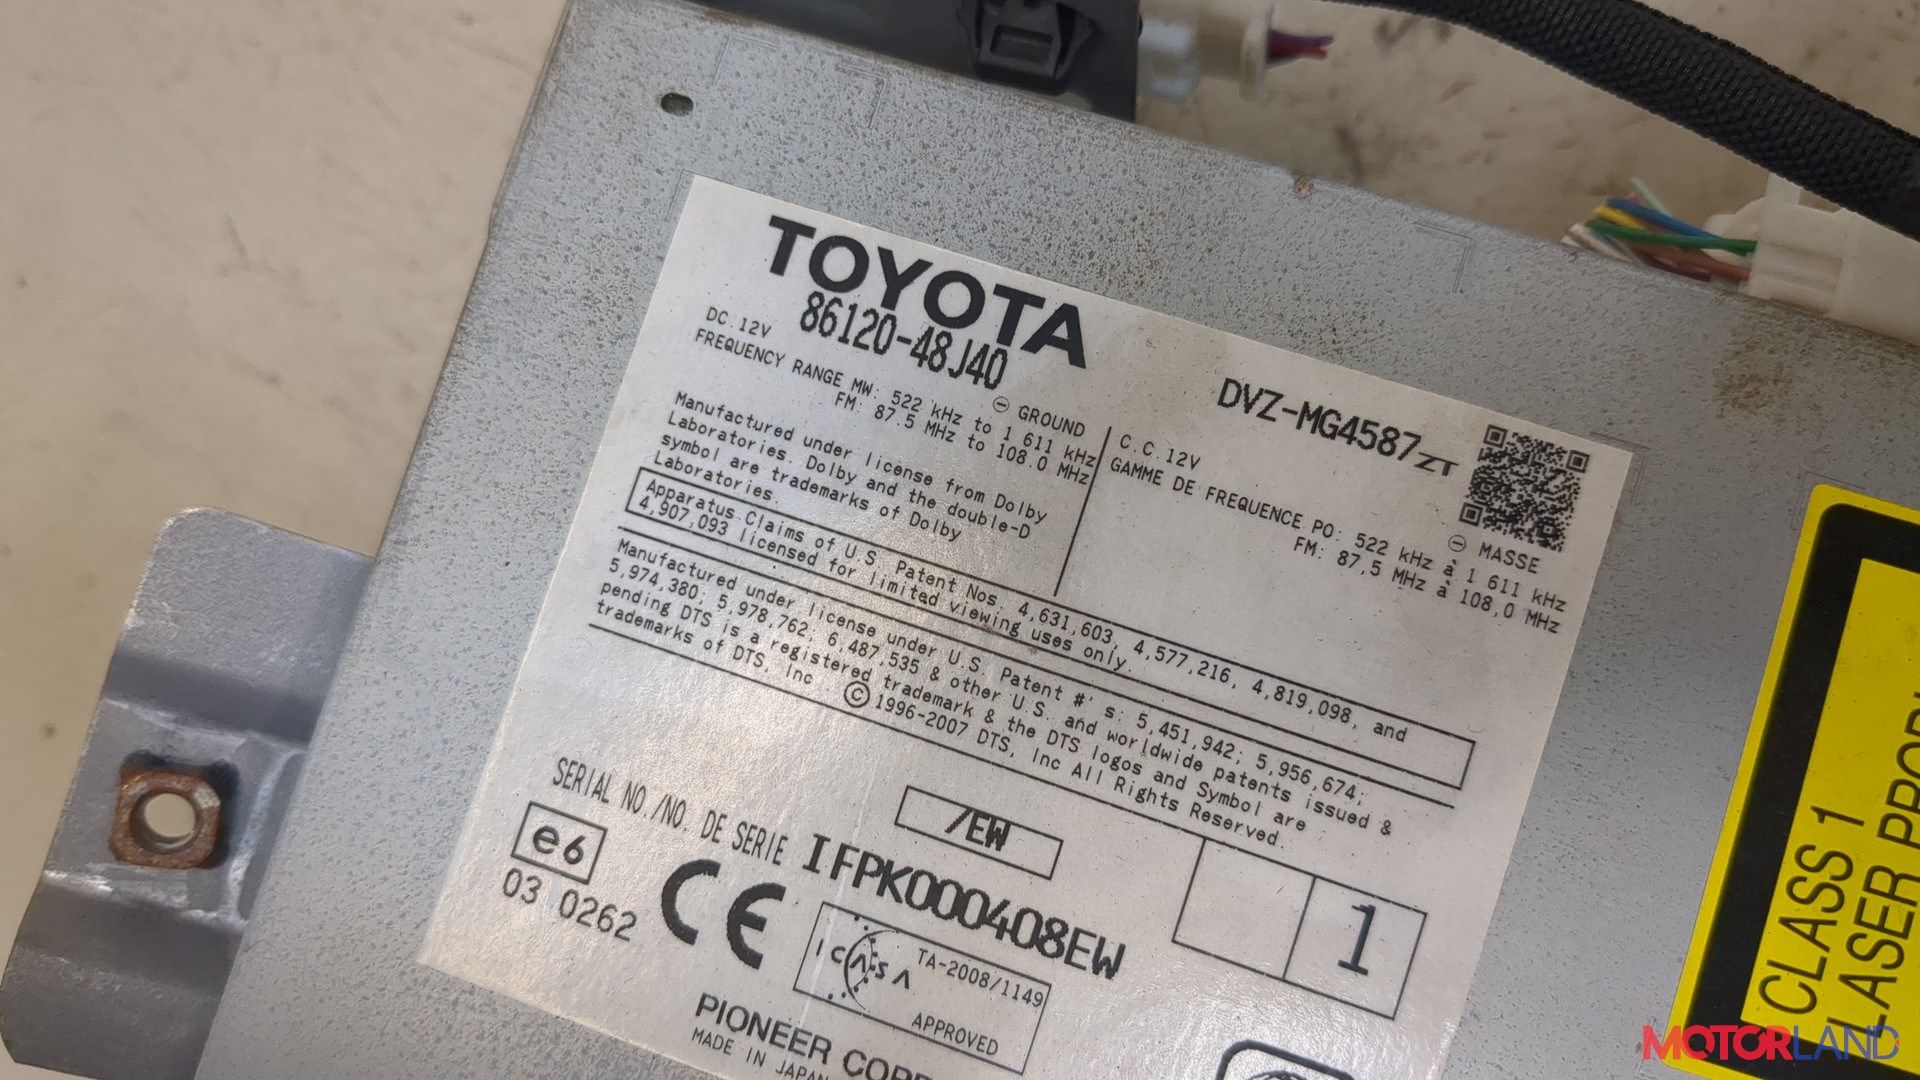 TOYOTA
86120-48J40
DVZ-MG4587ZT
DC.12V
⊖ GROUND
FREQUENCY RANGE MW: 522 kHz to 1 611 kHz
FM: 87.5 MHz to 108.0 MHz
C.C.12V
⊖ MASSE
GAMME DE FREQUENCE PO: 522 kHz à 1 611 kHz
FM: 87,5 MHz à 108,0 MHz
Manufactured under license from Dolby
Laboratories. Dolby and the double-D
symbol are trademarks of Dolby
Laboratories.
Apparatus Claims of U.S. Patent Nos. 4,631,603, 4,577,216, 4,819,098, and
4,907,093 licensed for limited viewing uses only.
Manufactured under license under U.S. Patent #' s: 5,451,942; 5,956,674;
5,974,380; 5,978,762; 6,487,535 & other U.S. and worldwide patents issued &
pending DTS is a registered trademark & the DTS logos and Symbol are
trademarks of DTS, Inc. © 1996-2007 DTS, Inc All Rights Reserved.
/EW
SERIAL NO./NO. DE SERIE IFPK000408EW
1
e6
03 0262
CE
ICASA
TA-2008/1149
APPROVED
PIONEER CORP
MADE IN JAPAN
CLASS 1
LASER PROD
MOTORLAND